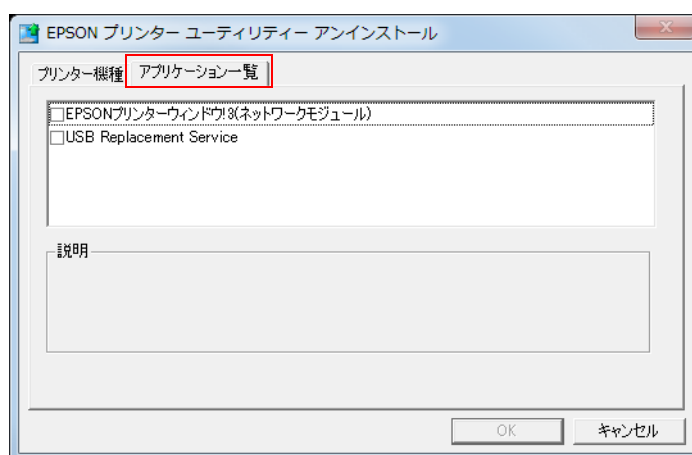 EPSON プリンター ユーティリティー アンインストール
プリンター機種 アプリケーション一覧
EPSONプリンターウィンドウ!3(ネットワークモジュール)
USB Replacement Service
説明
OK キャンセル